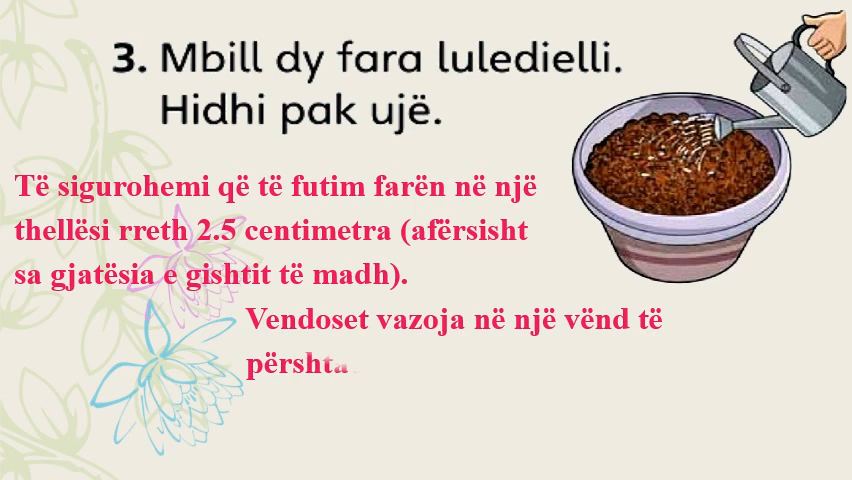 3. Mbill dy fara luledielli.
Hidhi pak ujë.
Të sigurohemi që të futim farën në një
thellësi rreth 2.5 centimetra (afërsisht
sa gjatësia e gishtit të madh).
Vendoset vazoja në një vënd të